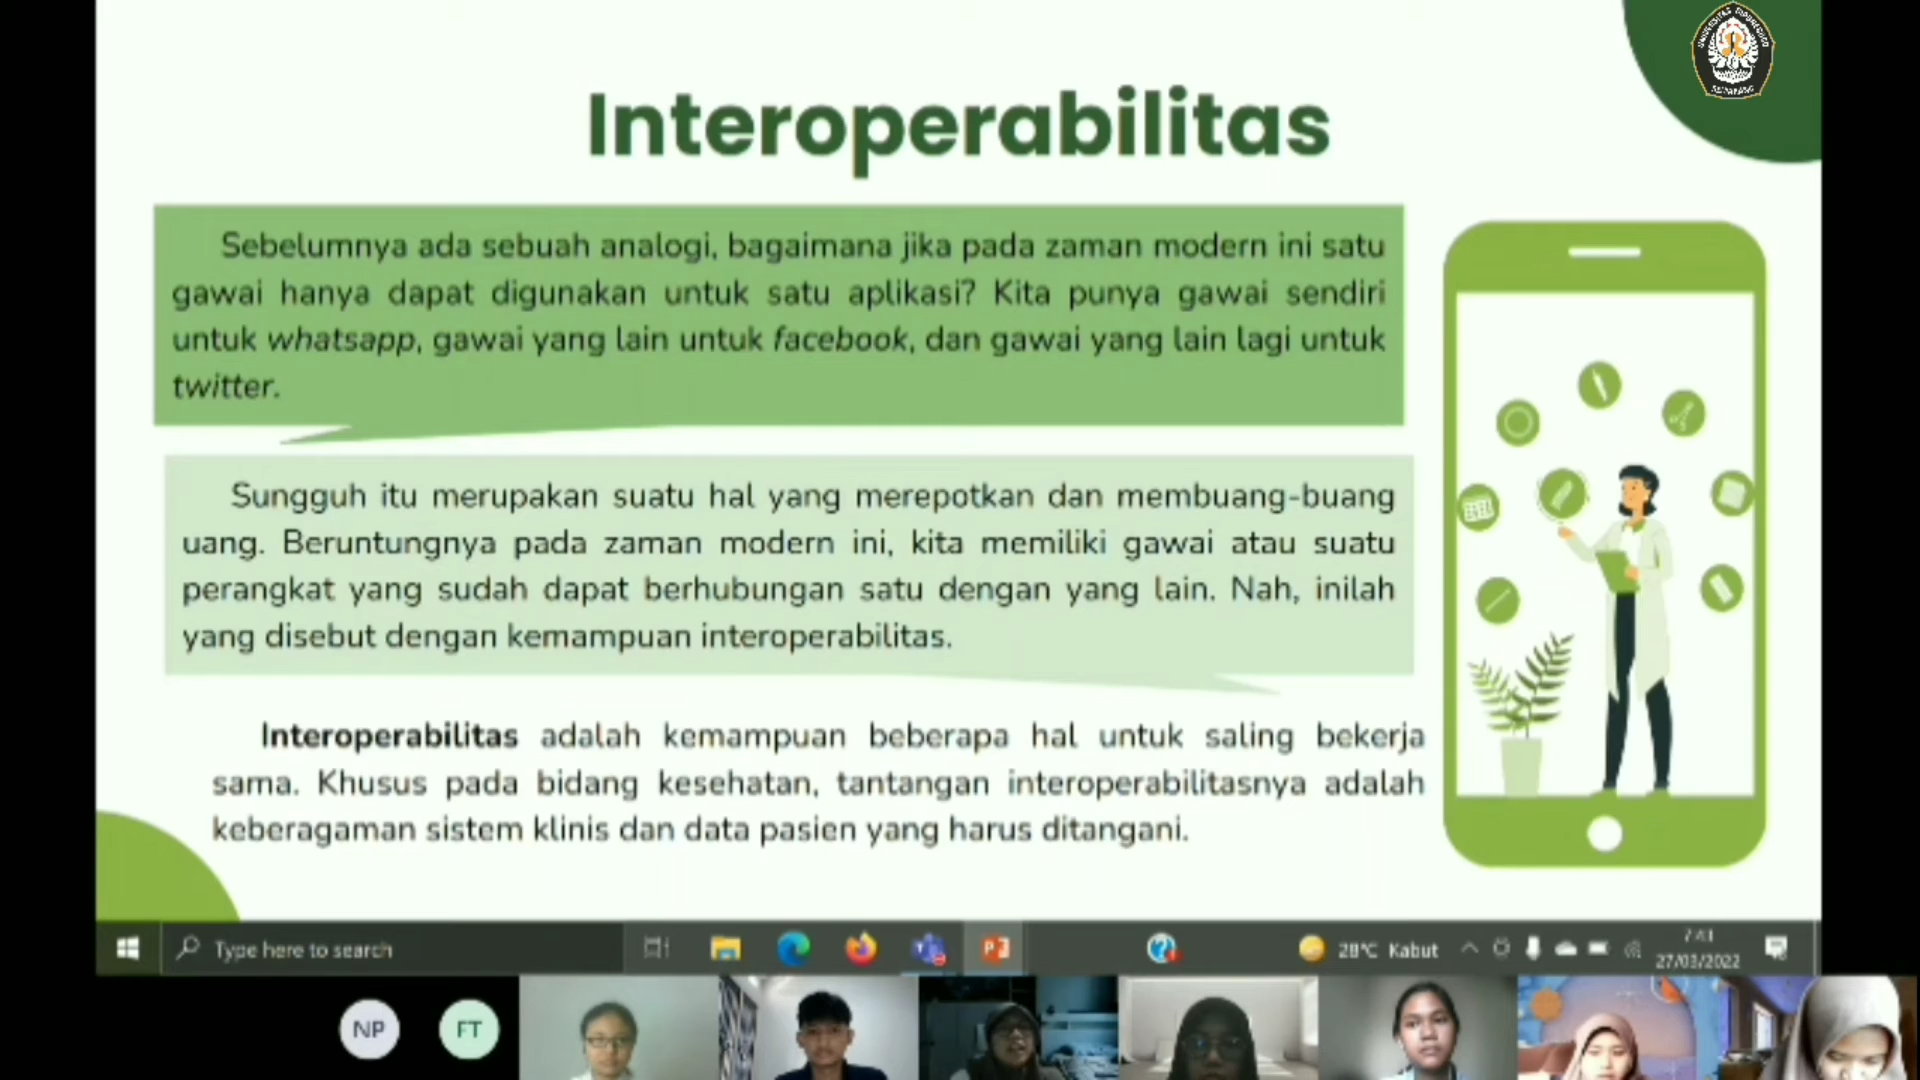 UNIVERSITAS DIPONEGORO
SEMARANG
Interoperabilitas
Sebelumnya ada sebuah analogi, bagaimana jika pada zaman modern ini satu
gawai hanya dapat digunakan untuk satu aplikasi? Kita punya gawai sendiri
untuk whatsapp, gawai yang lain untuk facebook, dan gawai yang lain lagi untuk
twitter.
Sungguh itu merupakan suatu hal yang merepotkan dan membuang-buang
uang. Beruntungnya pada zaman modern ini, kita memiliki gawai atau suatu
perangkat yang sudah dapat berhubungan satu dengan yang lain. Nah, inilah
yang disebut dengan kemampuan interoperabilitas.
Interoperabilitas adalah kemampuan beberapa hal untuk saling bekerja
sama. Khusus pada bidang kesehatan, tantangan interoperabilitasnya adalah
keberagaman sistem klinis dan data pasien yang harus ditangani.
Type here to search
28°C Kabut
7:41
27/03/2022
NP
FT